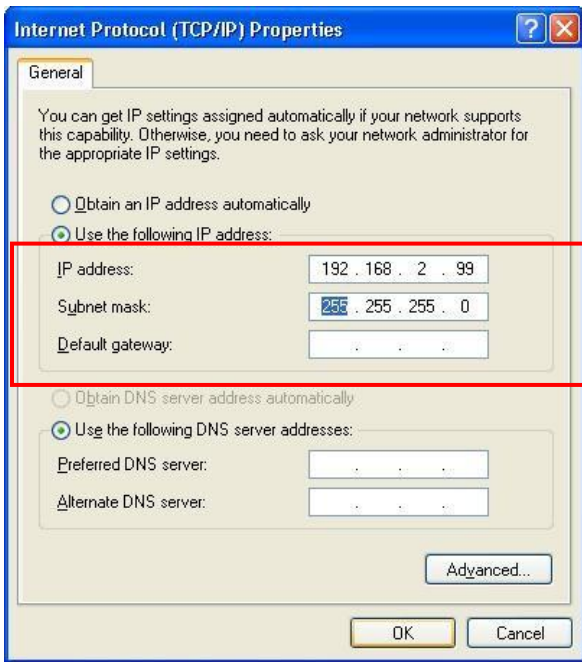 Internet Protocol (TCP/IP) Properties
General
You can get IP settings assigned automatically if your network supports
this capability. Otherwise, you need to ask your network administrator for
the appropriate IP settings.
Obtain an IP address automatically
Use the following IP address:
IP address: 192 . 168 . 2 . 99
Subnet mask: 255 . 255 . 255 . 0
Default gateway: . . .
Obtain DNS server address automatically
Use the following DNS server addresses:
Preferred DNS server: . . .
Alternate DNS server: . . .
Advanced...
OK Cancel